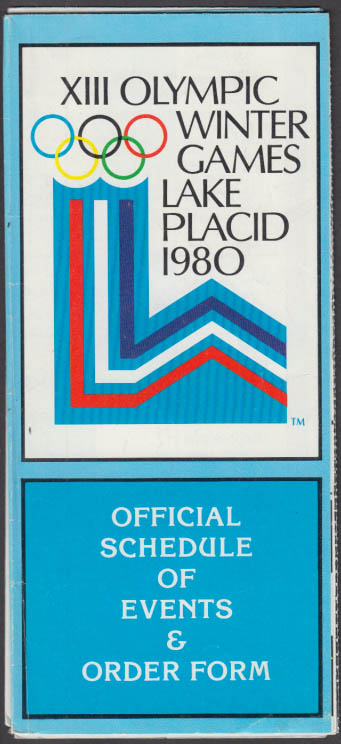 XIII OLYMPIC
WINTER
GAMES
LAKE
PLACID
1980
TM
OFFICIAL
SCHEDULE
OF
EVENTS
&
ORDER FORM